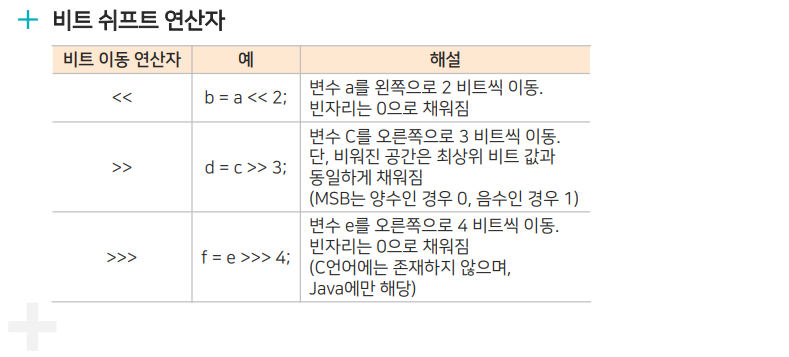 비트 쉬프트 연산자
비트 이동 연산자 예 해설
<< b = a << 2; 변수 a를 왼쪽으로 2 비트씩 이동.
빈자리는 0으로 채워짐
>> d = c >> 3; 변수 C를 오른쪽으로 3 비트씩 이동.
단, 비워진 공간은 최상위 비트 값과
동일하게 채워짐
(MSB는 양수인 경우 0, 음수인 경우 1)
>>> f = e >>> 4; 변수 e를 오른쪽으로 4 비트씩 이동.
빈자리는 0으로 채워짐
(C언어에는 존재하지 않으며,
Java에만 해당)